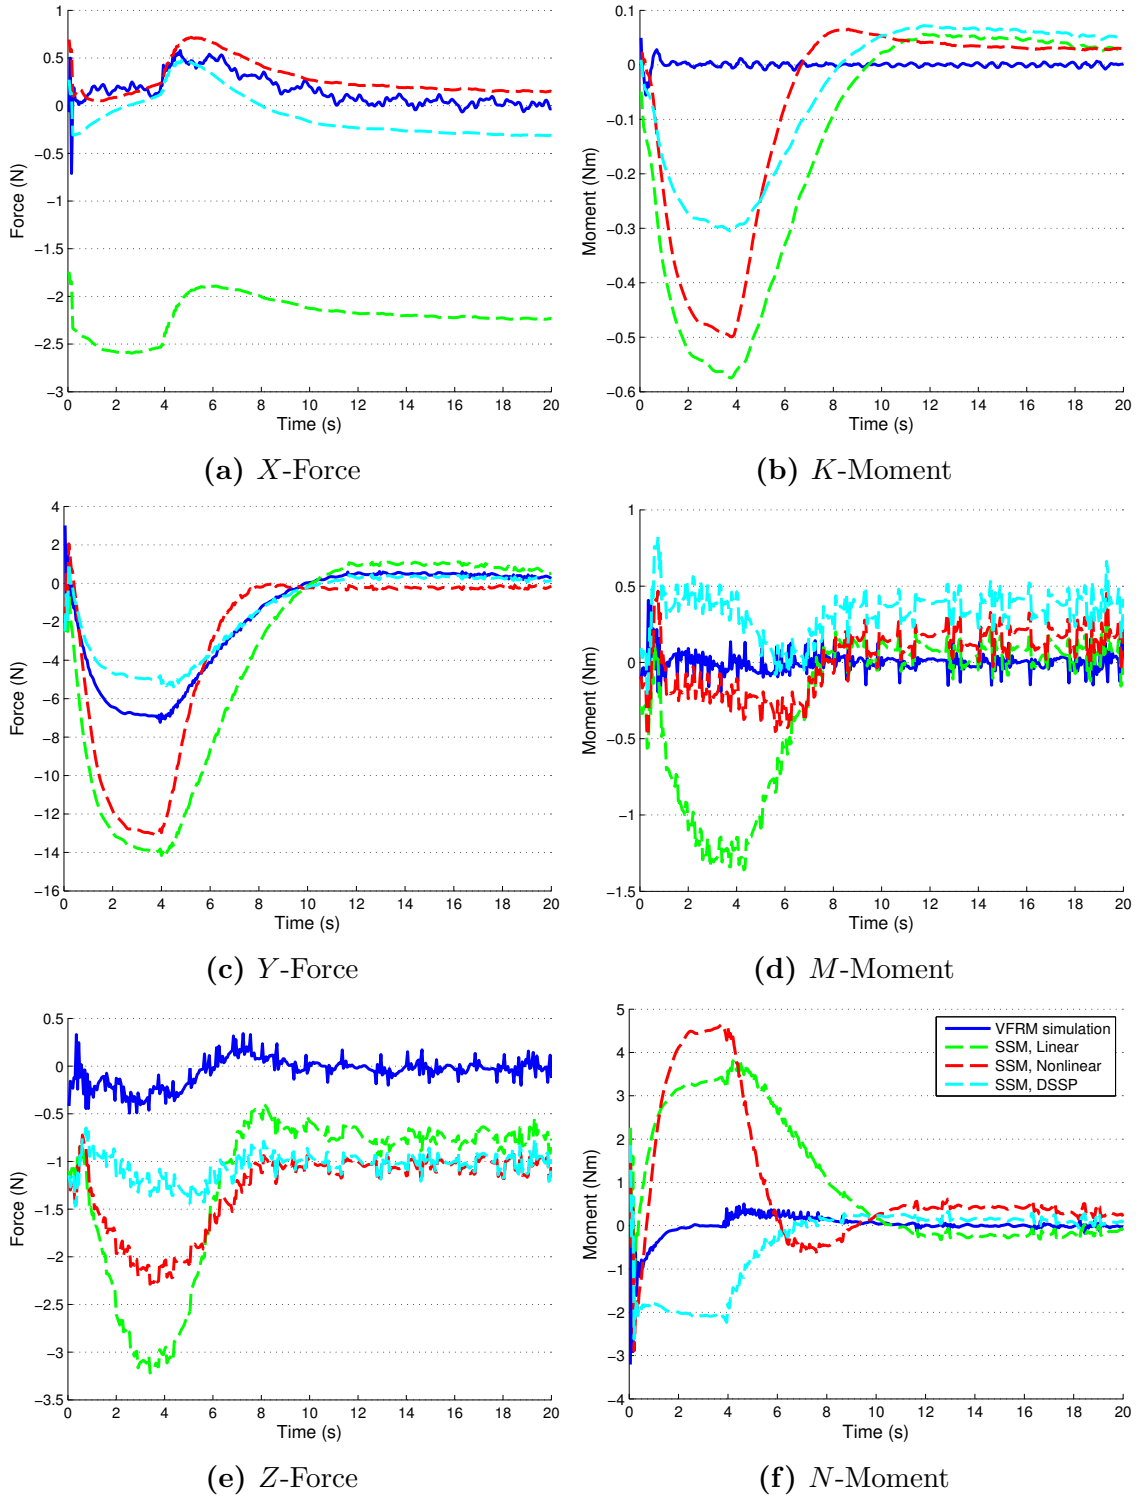 1
0.5
0
−0.5
−1
−1.5
−2
−2.5
−3
Force (N)
0 2 4 6 8 10 12 14 16 18 20
Time (s)
(a) X-Force
0.1
0
−0.1
−0.2
−0.3
−0.4
−0.5
−0.6
Moment (Nm)
0 2 4 6 8 10 12 14 16 18 20
Time (s)
(b) K-Moment
4
2
0
−2
−4
−6
−8
−10
−12
−14
−16
Force (N)
0 2 4 6 8 10 12 14 16 18 20
Time (s)
(c) Y-Force
1
0.5
0
−0.5
−1
−1.5
Moment (Nm)
0 2 4 6 8 10 12 14 16 18 20
Time (s)
(d) M-Moment
0.5
0
−0.5
−1
−1.5
−2
−2.5
−3
−3.5
Force (N)
0 2 4 6 8 10 12 14 16 18 20
Time (s)
(e) Z-Force
5
4
3
2
1
0
−1
−2
−3
−4
Moment (Nm)
VFRM simulation
SSM, Linear
SSM, Nonlinear
SSM, DSSP
0 2 4 6 8 10 12 14 16 18 20
Time (s)
(f) N-Moment